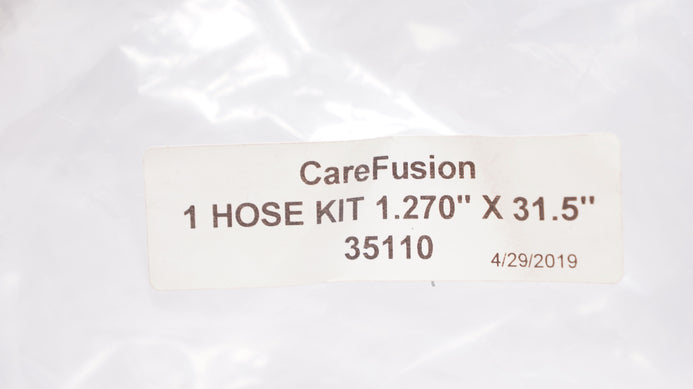 CareFusion
1 HOSE KIT 1.270" X 31.5"
35110 4/29/2019